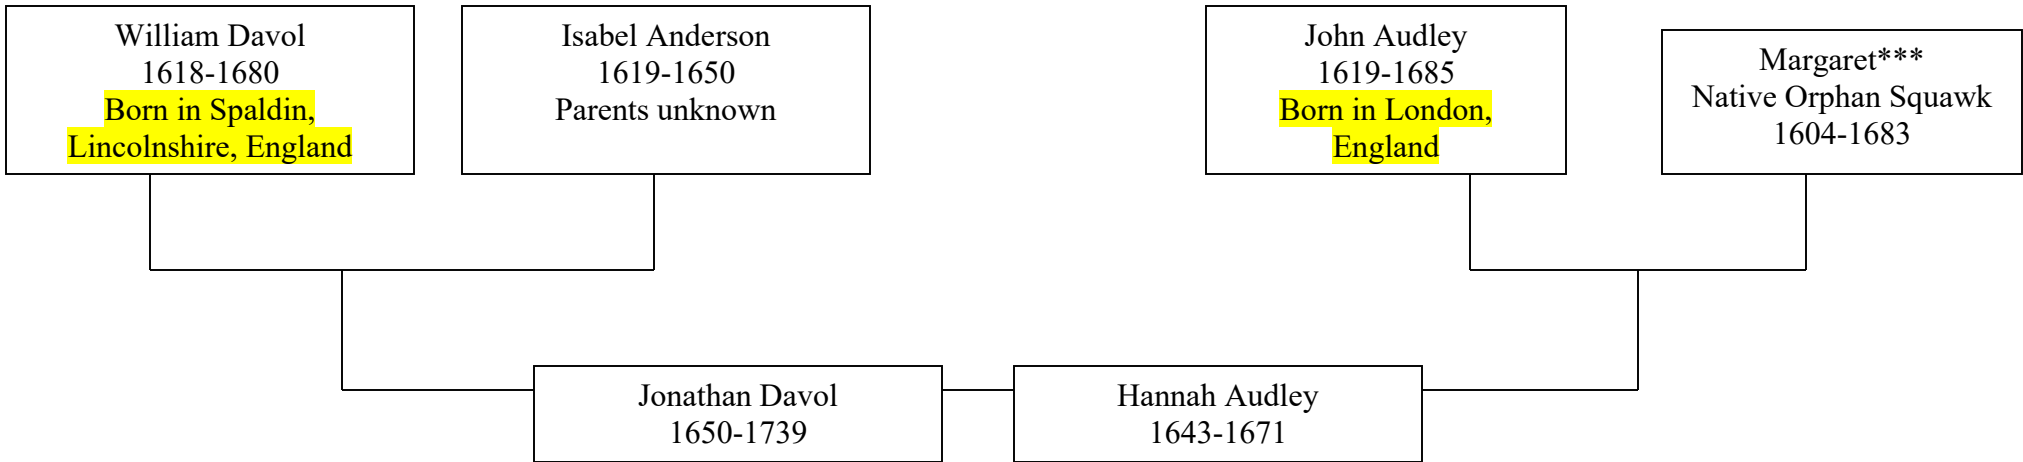 William Davol
1618-1680
Born in Spaldin,
Lincolnshire, England
Isabel Anderson
1619-1650
Parents unknown
John Audley
1619-1685
Born in London,
England
Margaret***
Native Orphan Squawk
1604-1683
Jonathan Davol
1650-1739
Hannah Audley
1643-1671